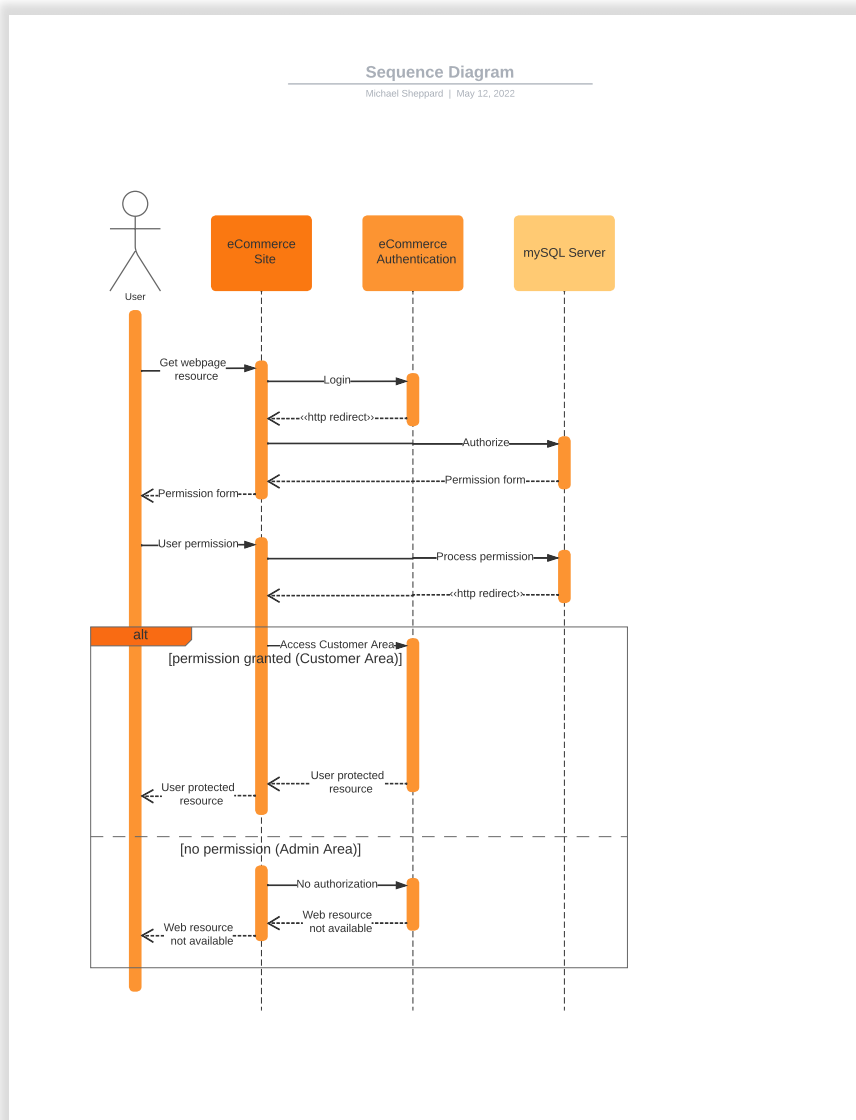 Sequence Diagram
Michael Sheppard | May 12, 2022
eCommerce
Site
eCommerce
Authentication
mySQL Server
User
Get webpage
resource
Login
‹‹http redirect››
Authorize
Permission form
Permission form
User permission
Process permission
‹‹http redirect››
alt
Access Customer Area
[permission granted (Customer Area)]
User protected
resource
User protected
resource
[no permission (Admin Area)]
No authorization
Web resource
not available
Web resource
not available